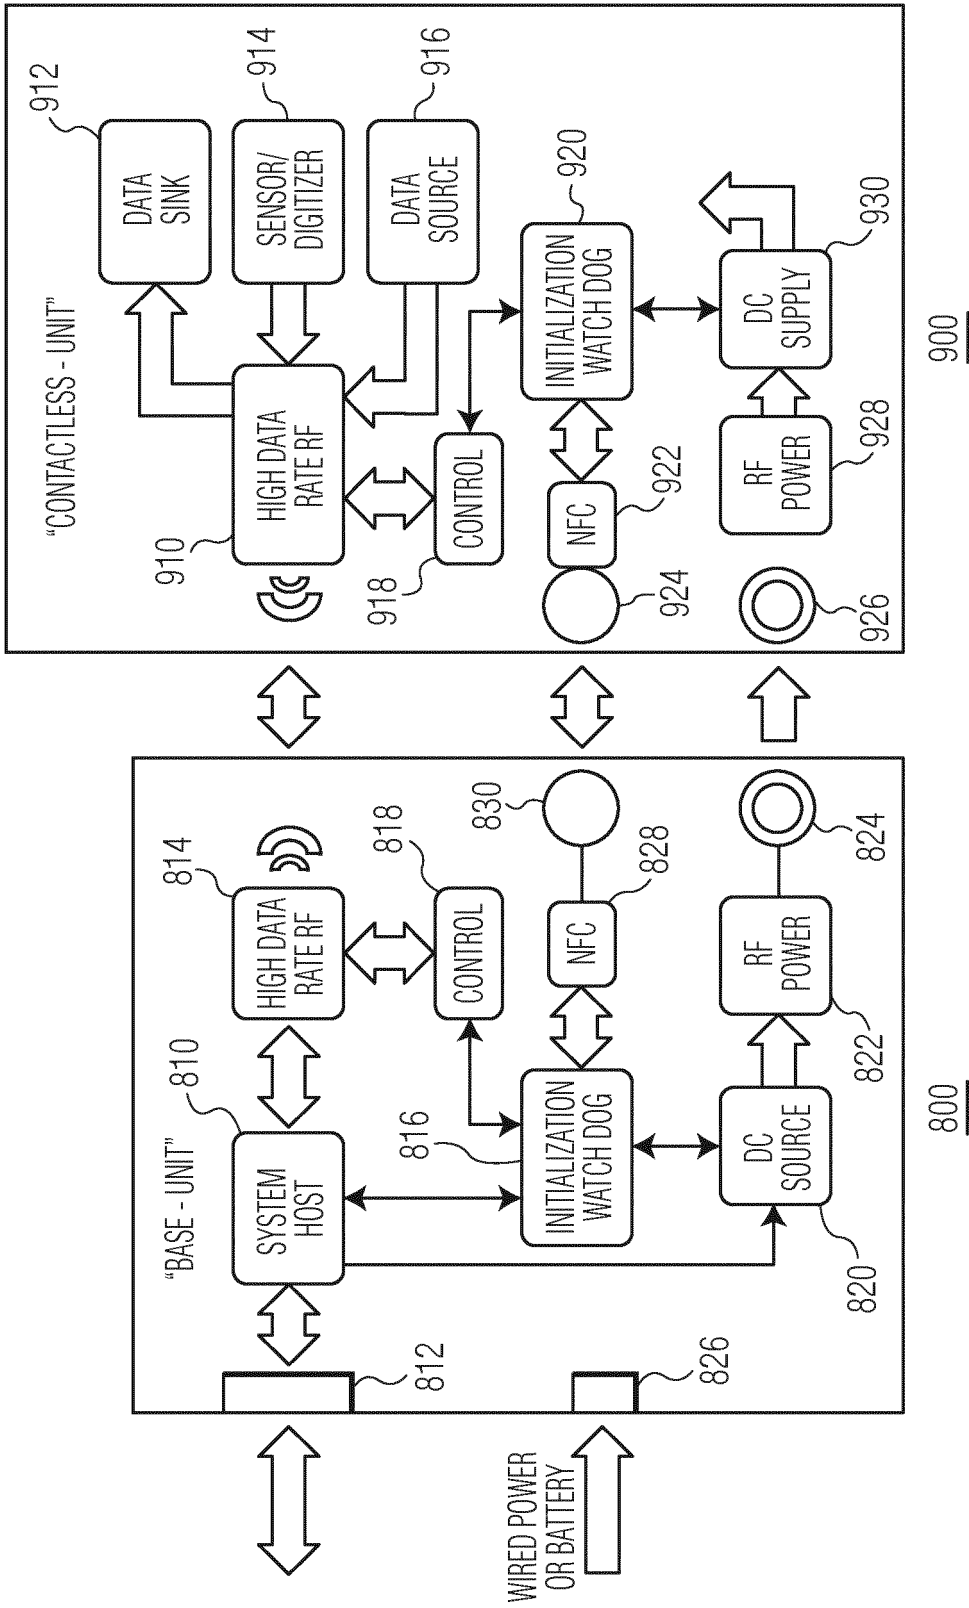 "BASE - UNIT"
810
SYSTEM
HOST
812
814
HIGH DATA
RATE RF
818
CONTROL
816
INITIALIZATION
WATCH DOG
828
NFC
830
820
DC
SOURCE
822
RF
POWER
824
826
WIRED POWER
OR BATTERY
800
"CONTACTLESS - UNIT"
910
HIGH DATA
RATE RF
912
DATA
SINK
914
SENSOR/
DIGITIZER
916
DATA
SOURCE
918
CONTROL
920
INITIALIZATION
WATCH DOG
922
NFC
924
926
928
RF
POWER
930
DC
SUPPLY
900